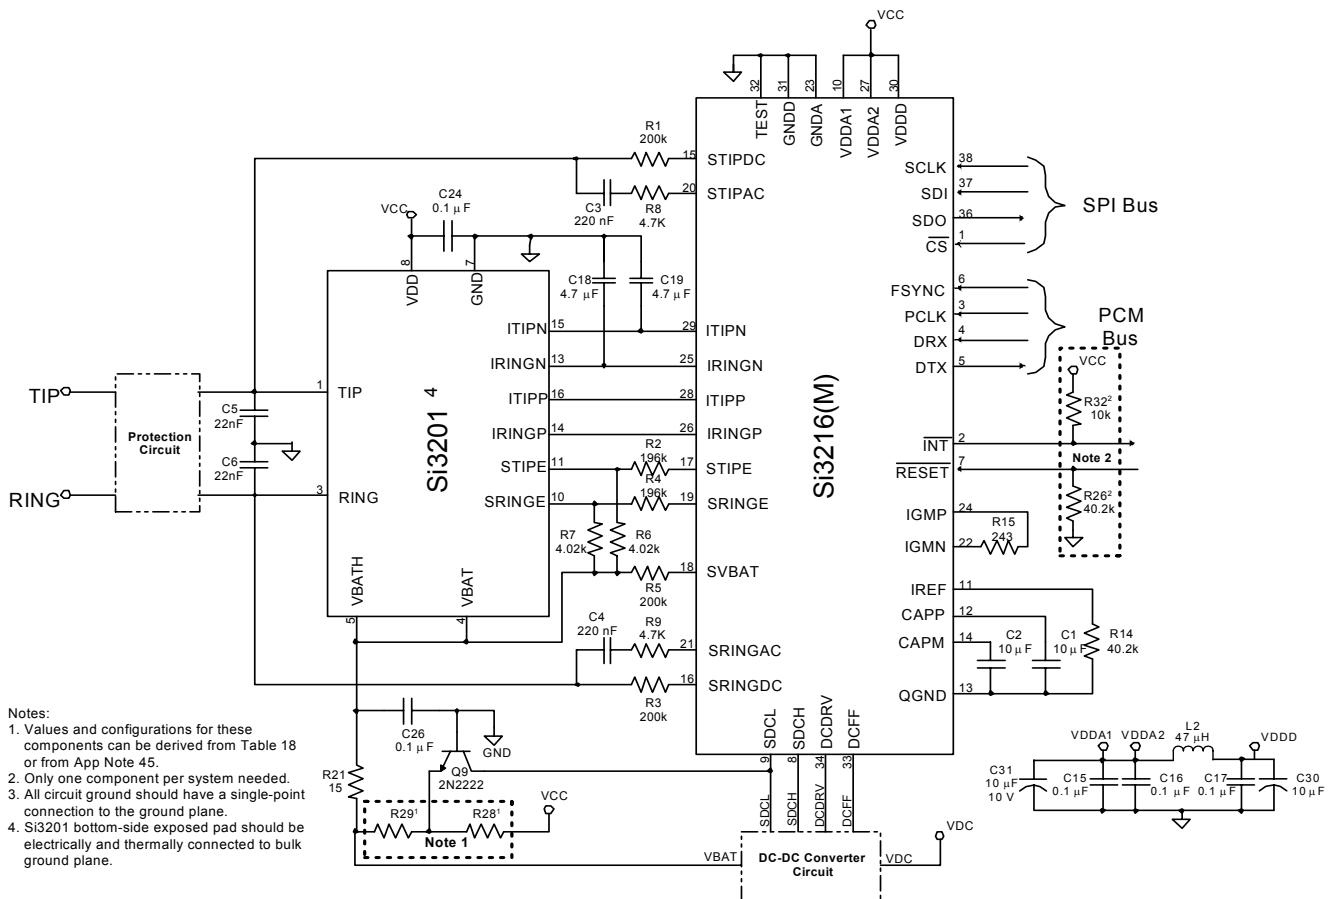 VCC
32
31
23
10
27
30
TEST
GNDD
GNDA
VDDA1
VDDA2
VDDD
R1
200k
15
STIPDC
C3
220 nF
R8
4.7K
20
STIPAC
SCLK
38
SDI
37
SDO
36
CS
1
SPI Bus
C24
0.1 μF
VCC
8
7
VDD
GND
C18
4.7 μF
C19
4.7 μF
FSYNC
6
PCLK
3
DRX
4
DTX
5
PCM
Bus
ITIPN
15
29
ITIPN
IRINGN
13
25
IRINGN
ITIPP
16
28
ITIPP
IRINGP
14
26
IRINGP
STIPE
11
R2
196k
17
STIPE
SRINGE
10
R4
196k
19
SRINGE
TIP
RING
Protection
Circuit
C5
22nF
C6
22nF
1
TIP
3
RING
Si3201 4
Si3216(M)
VCC
R32²
10k
INT
2
Note 2
RESET
7
R26²
40.2k
IGMP
24
R15
243
IGMN
22
R7
4.02k
R6
4.02k
18
SVBAT
R5
200k
VBATH
5
VBAT
4
IREF
11
CAPP
12
CAPM
14
C2
10 μF
C1
10 μF
R14
40.2k
QGND
13
C4
220 nF
R9
4.7K
21
SRINGAC
16
SRINGDC
R3
200k
Notes:
1. Values and configurations for these
components can be derived from Table 18
or from App Note 45.
2. Only one component per system needed.
3. All circuit ground should have a single-point
connection to the ground plane.
4. Si3201 bottom-side exposed pad should be
electrically and thermally connected to bulk
ground plane.
C26
0.1 μF
GND
Q9
2N2222
R21
15
R29¹
R28¹
Note 1
VCC
SDCL
SDCH
DCDRV
DCFF
9
8
34
33
SDCL
SDCH
DCDRV
DCFF
VBAT
DC-DC Converter
Circuit
VDC
VDC
VDDA1
VDDA2
L2
47 μH
VDDD
C31
10 μF
10 V
C15
0.1 μF
C16
0.1 μF
C17
0.1 μF
C30
10 μF